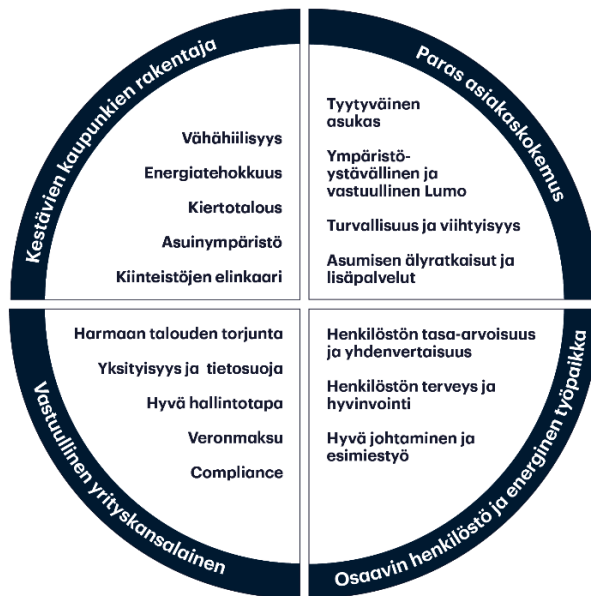 Kestävien kaupunkien rakentaja
Vähähiilisyys
Energiatehokkuus
Kiertotalous
Asuinympäristö
Kiinteistöjen elinkaari
Paras asiakaskokemus
Tyytyväinen
asukas
Ympäristö-
ystävällinen ja
vastuullinen Lumo
Turvallisuus ja viihtyisyys
Asumisen älyratkaisut ja
lisäpalvelut
Vastuullinen yrityskansalainen
Harmaan talouden torjunta
Yksityisyys ja tietosuoja
Hyvä hallintotapa
Veronmaksu
Compliance
Osaavin henkilöstö ja energinen työpaikka
Henkilöstön tasa-arvoisuus
ja yhdenvertaisuus
Henkilöstön terveys ja
hyvinvointi
Hyvä johtaminen ja
esimiestyö